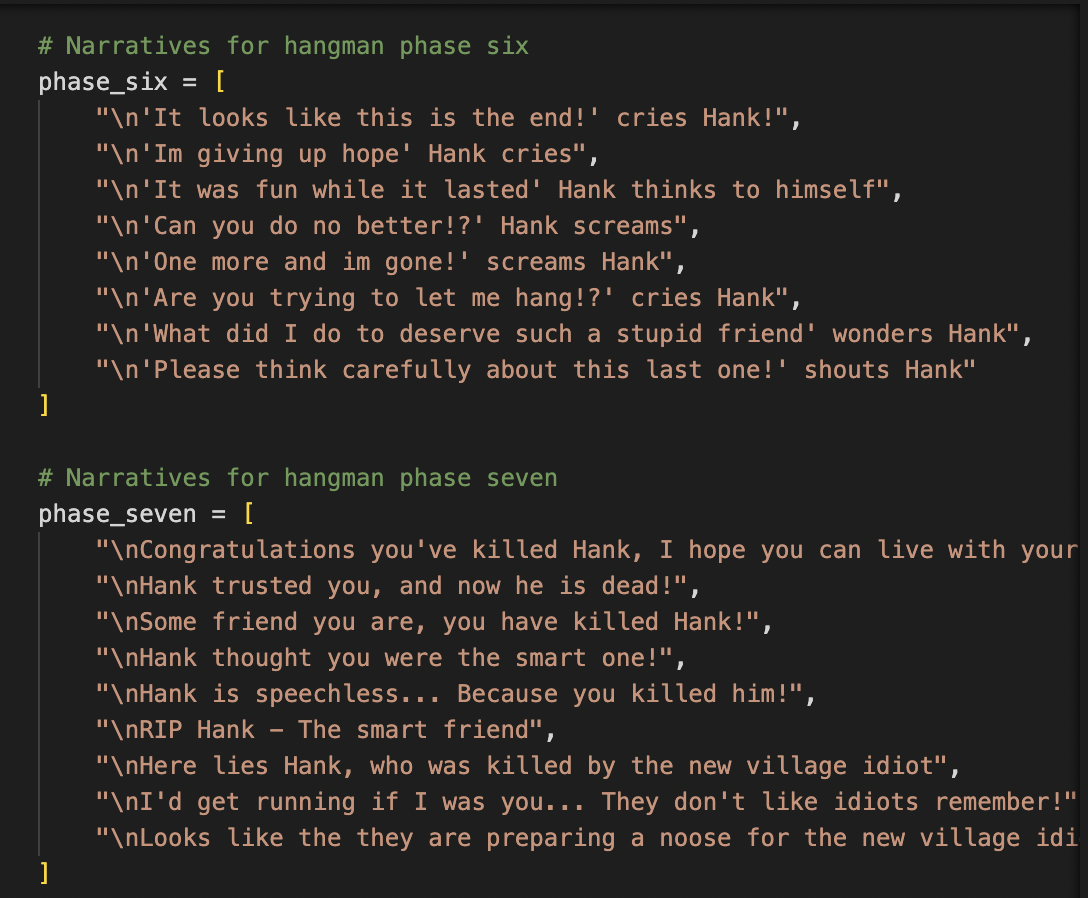 # Narratives for hangman phase six
phase_six = [
"\n'It looks like this is the end!' cries Hank!",
"\n'Im giving up hope' Hank cries",
"\n'It was fun while it lasted' Hank thinks to himself",
"\n'Can you do no better!?' Hank screams",
"\n'One more and im gone!' screams Hank",
"\n'Are you trying to let me hang!?' cries Hank",
"\n'What did I do to deserve such a stupid friend' wonders Hank",
"\n'Please think carefully about this last one!' shouts Hank"
]
# Narratives for hangman phase seven
phase_seven = [
"\nCongratulations you've killed Hank, I hope you can live with your
"\nHank trusted you, and now he is dead!",
"\nSome friend you are, you have killed Hank!",
"\nHank thought you were the smart one!",
"\nHank is speechless... Because you killed him!",
"\nRIP Hank – The smart friend",
"\nHere lies Hank, who was killed by the new village idiot",
"\nI'd get running if I was you... They don't like idiots remember!"
"\nLooks like the they are preparing a noose for the new village idi
]